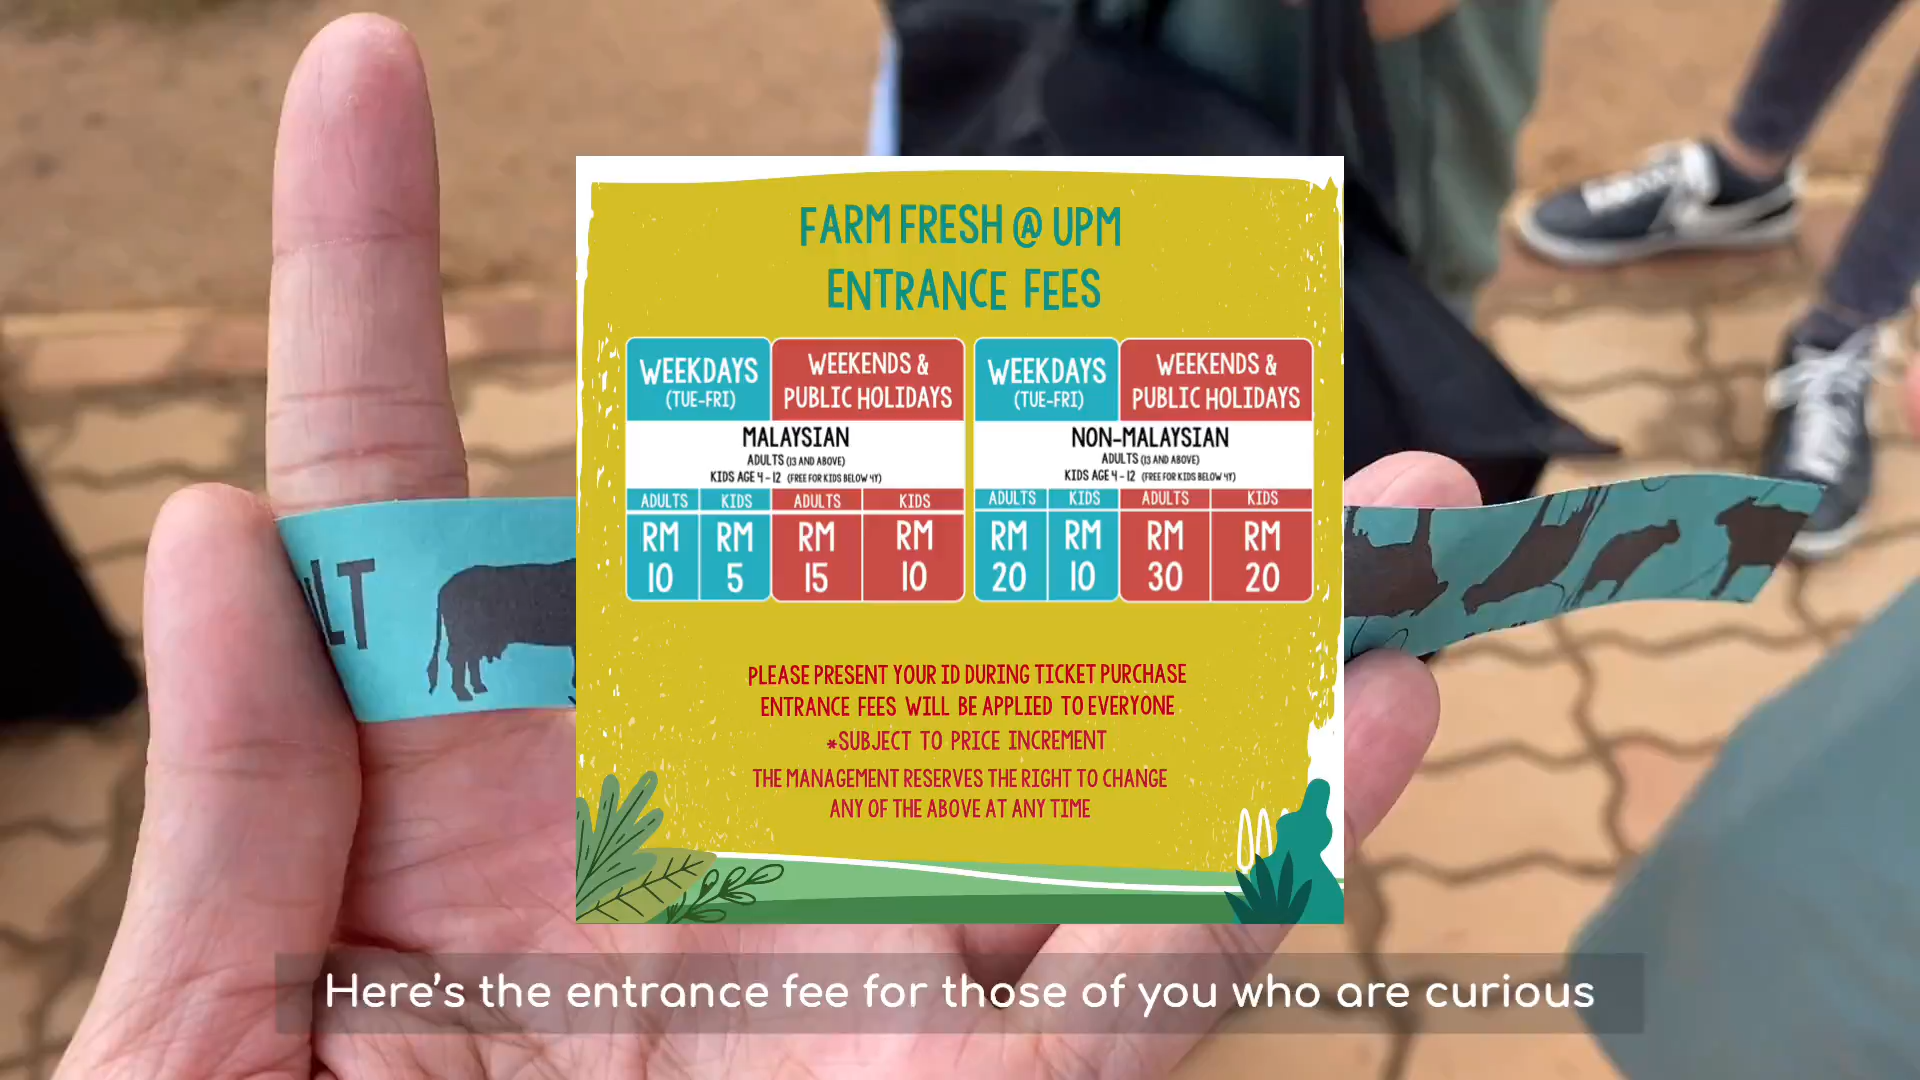 FARM FRESH @ UPM
ENTRANCE FEES
WEEKDAYS
(TUE-FRI)
WEEKENDS &
PUBLIC HOLIDAYS
MALAYSIAN
ADULTS (13 AND ABOVE)
KIDS AGE 4 - 12 (FREE FOR KIDS BELOW 4Y)
ADULTS KIDS ADULTS KIDS
RM RM RM RM
10 5 15 10
WEEKDAYS
(TUE-FRI)
WEEKENDS &
PUBLIC HOLIDAYS
NON-MALAYSIAN
ADULTS (13 AND ABOVE)
KIDS AGE 4 - 12 (FREE FOR KIDS BELOW 4Y)
ADULTS KIDS ADULTS KIDS
RM RM RM RM
20 10 30 20
PLEASE PRESENT YOUR ID DURING TICKET PURCHASE
ENTRANCE FEES WILL BE APPLIED TO EVERYONE
*SUBJECT TO PRICE INCREMENT
THE MANAGEMENT RESERVES THE RIGHT TO CHANGE
ANY OF THE ABOVE AT ANY TIME
LT
Here's the entrance fee for those of you who are curious